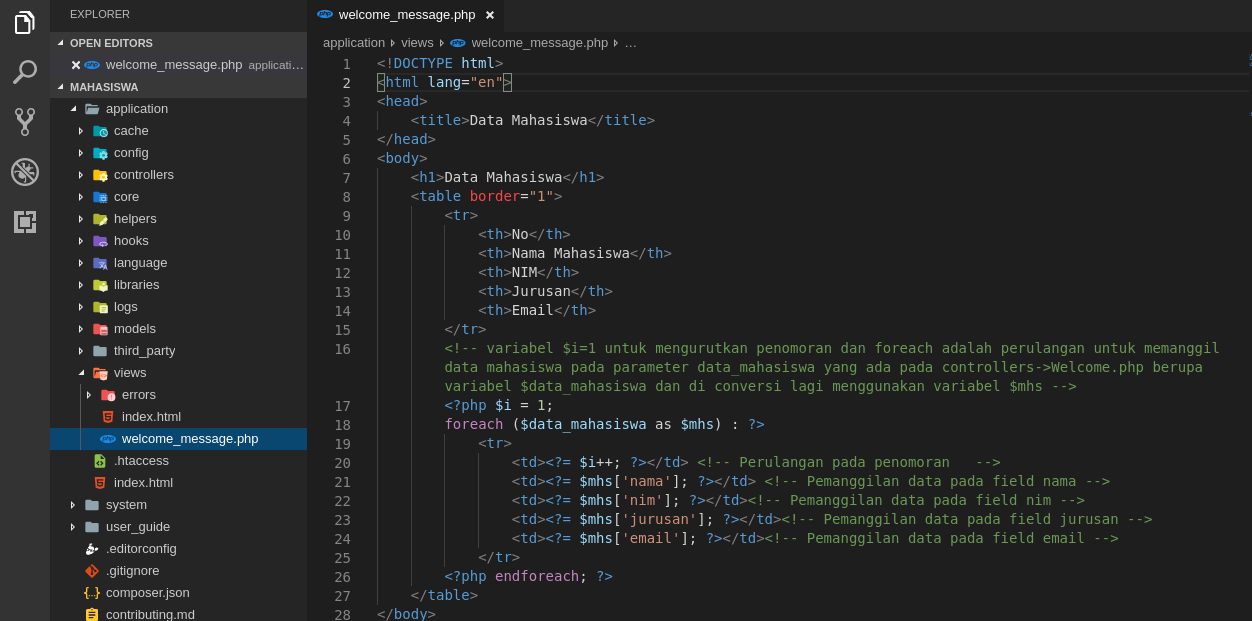 EXPLORER
OPEN EDITORS
welcome_message.php applicati...
MAHASISWA
application
cache
config
controllers
core
helpers
hooks
language
libraries
logs
models
third_party
views
errors
index.html
welcome_message.php
.htaccess
index.html
system
user_guide
.editorconfig
.gitignore
composer.json
contributing.md
welcome_message.php
application views welcome_message.php ...
1 <!DOCTYPE html>
2 <html lang="en">
3 <head>
4     <title>Data Mahasiswa</title>
5 </head>
6 <body>
7     <h1>Data Mahasiswa</h1>
8     <table border="1">
9         <tr>
10             <th>No</th>
11             <th>Nama Mahasiswa</th>
12             <th>NIM</th>
13             <th>Jurusan</th>
14             <th>Email</th>
15         </tr>
16         <!-- variabel $i=1 untuk mengurutkan penomoran dan foreach adalah perulangan untuk memanggil
        data mahasiswa pada parameter data_mahasiswa yang ada pada controllers->Welcome.php berupa
        variabel $data_mahasiswa dan di conversi lagi menggunakan variabel $mhs -->
17         <?php $i = 1;
18         foreach ($data_mahasiswa as $mhs) : ?>
19             <tr>
20                 <td><?= $i++; ?></td> <!-- Perulangan pada penomoran   -->
21                 <td><?= $mhs['nama']; ?></td> <!-- Pemanggilan data pada field nama -->
22                 <td><?= $mhs['nim']; ?></td><!-- Pemanggilan data pada field nim -->
23                 <td><?= $mhs['jurusan']; ?></td><!-- Pemanggilan data pada field jurusan -->
24                 <td><?= $mhs['email']; ?></td><!-- Pemanggilan data pada field email -->
25             </tr>
26         <?php endforeach; ?>
27     </table>
28 </body>